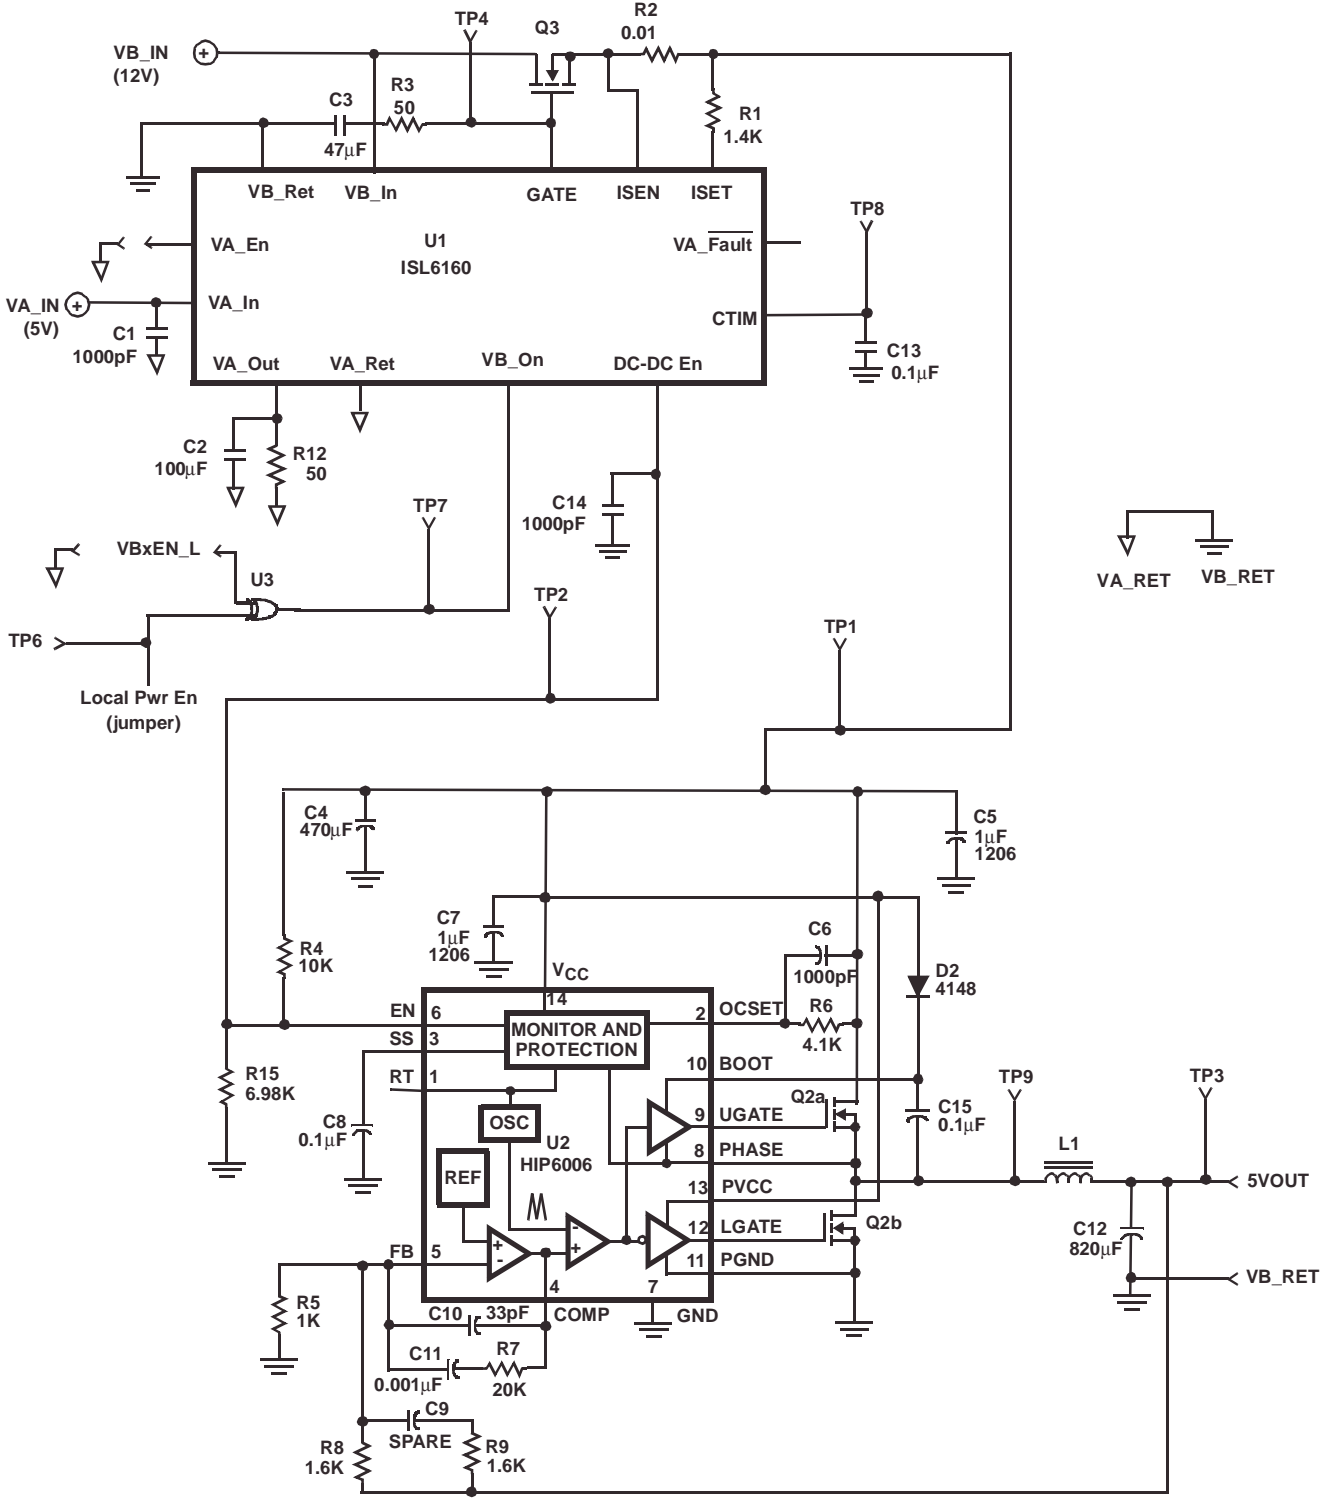 TP4
Q3
R2
0.01
VB_IN
(12V)
+
C3
47μF
R3
50
R1
1.4K
VB_Ret
VB_In
GATE
ISEN
ISET
TP8
VA_En
U1
ISL6160
VA_Fault
VA_IN
(5V)
+
VA_In
C1
1000pF
CTIM
C13
0.1μF
VA_Out
VA_Ret
VB_On
DC-DC En
C2
100μF
R12
50
TP7
C14
1000pF
VBxEN_L
U3
TP2
VA_RET
VB_RET
TP6
TP1
Local Pwr En
(jumper)
C4
470μF
C5
1μF
1206
C7
1μF
1206
C6
1000pF
R4
10K
VCC
D2
4148
EN
6
14
2
OCSET
R6
4.1K
SS
3
MONITOR AND
PROTECTION
RT
1
10
BOOT
R15
6.98K
TP9
TP3
Q2a
C15
0.1μF
C8
0.1μF
OSC
U2
HIP6006
9
UGATE
8
PHASE
L1
REF
13
PVCC
5VOUT
12
LGATE
Q2b
C12
820μF
FB
5
+
-
-
+
11
PGND
VB_RET
4
7
R5
1K
C10
33pF
COMP
GND
C11
0.001μF
R7
20K
C9
SPARE
R8
1.6K
R9
1.6K